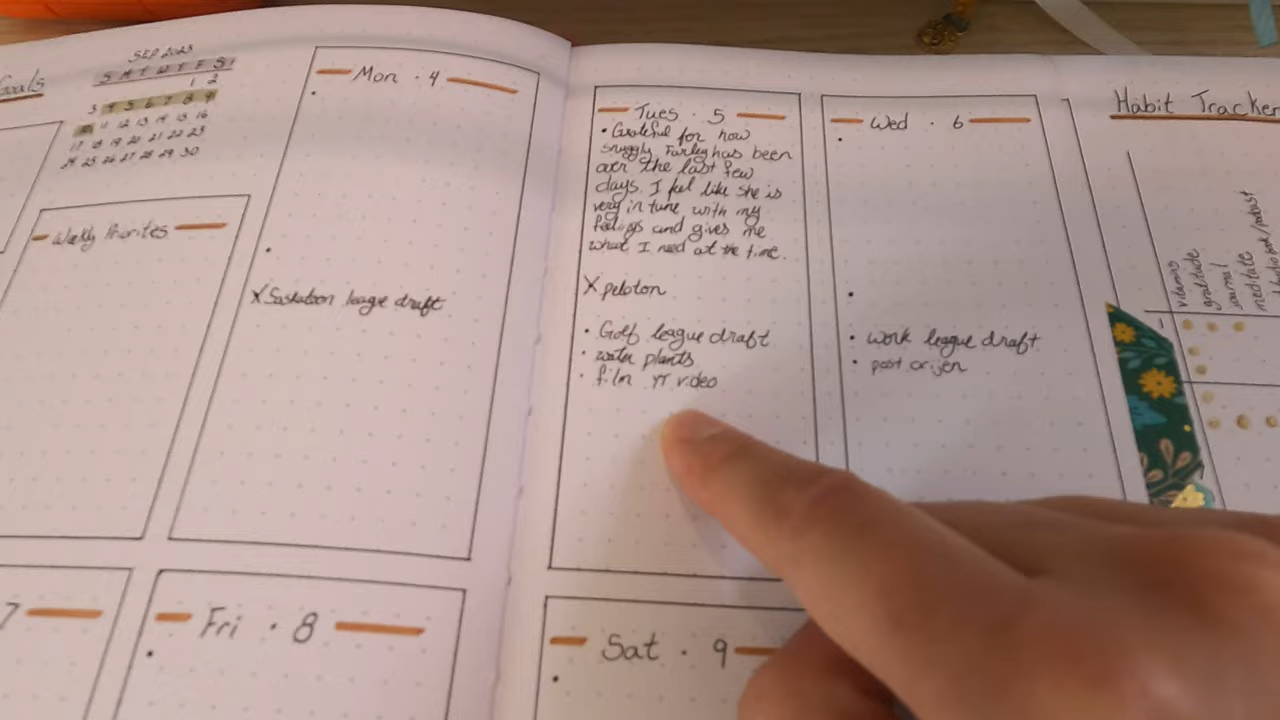 Goals
SEP 2023
S M T W T F S
1 2
3 4 5 6 7 8 9
10 11 12 13 14 15 16
17 18 19 20 21 22 23
24 25 26 27 28 29 30
Weekly Priorites
Mon · 4
X Saskatoon league draft
Tues · 5
• Grateful for how
snuggly Farley has been
over the last few
days. I feel like she is
very in tune with my
feelings and gives me
what I need at the time.
X peloton
• Golf league draft
• water plants
• film YT video
Wed · 6
• work league draft
• post orijen
Habit Tracker
vitamins
gratitude
journal
meditate
7
Fri · 8
Sat · 9